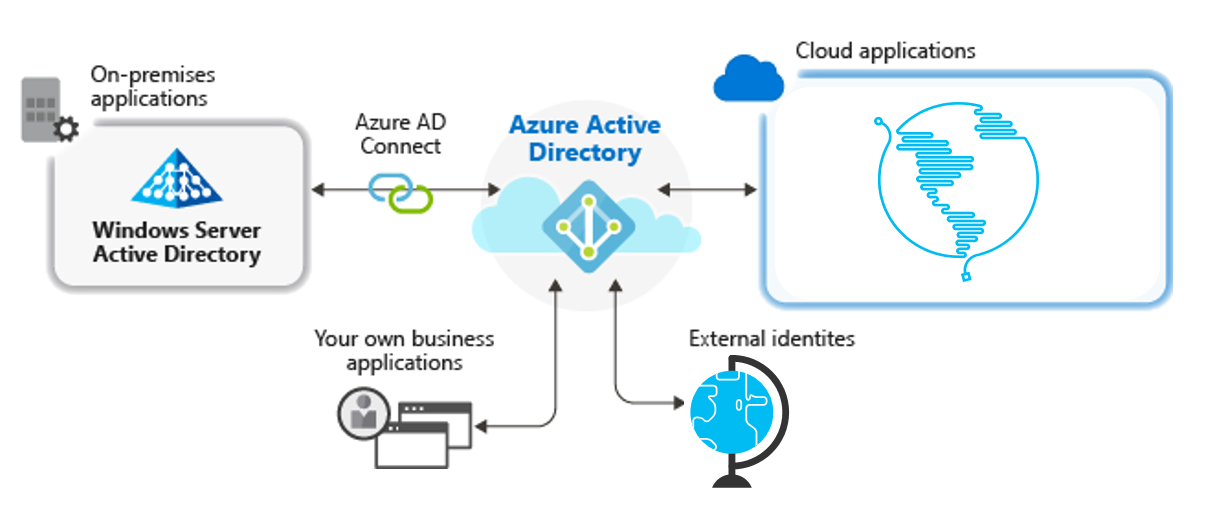 Cloud applications
On-premises
applications
Azure AD
Connect
Azure Active
Directory
Windows Server
Active Directory
Your own business
applications
External identites